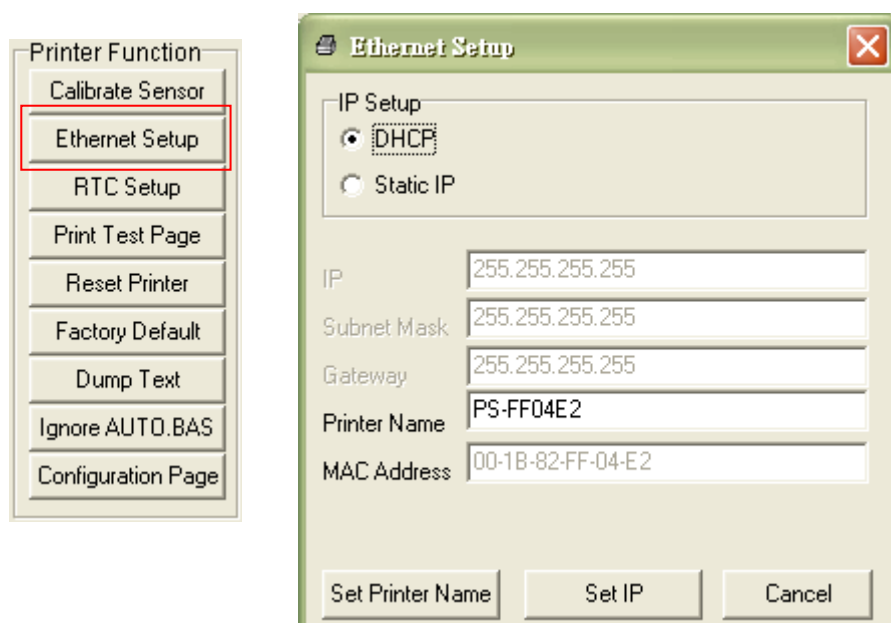 Printer Function
Calibrate Sensor
Ethernet Setup
RTC Setup
Print Test Page
Reset Printer
Factory Default
Dump Text
Ignore AUTO.BAS
Configuration Page
Ethernet Setup
IP Setup
DHCP
Static IP
IP 255.255.255.255
Subnet Mask 255.255.255.255
Gateway 255.255.255.255
Printer Name PS-FF04E2
MAC Address 00-1B-82-FF-04-E2
Set Printer Name Set IP Cancel